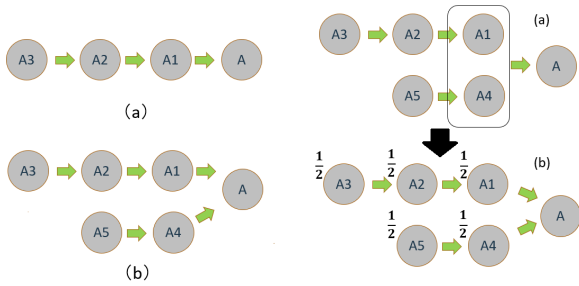 A3 A2 A1 A
(a)
A3 A2 A1
A
A5 A4
(b)
(a)
A3 A2 A1
A
A5 A4
(b)
1/2 A3 1/2 A2 1/2 A1
A
1/2 A5 1/2 A4